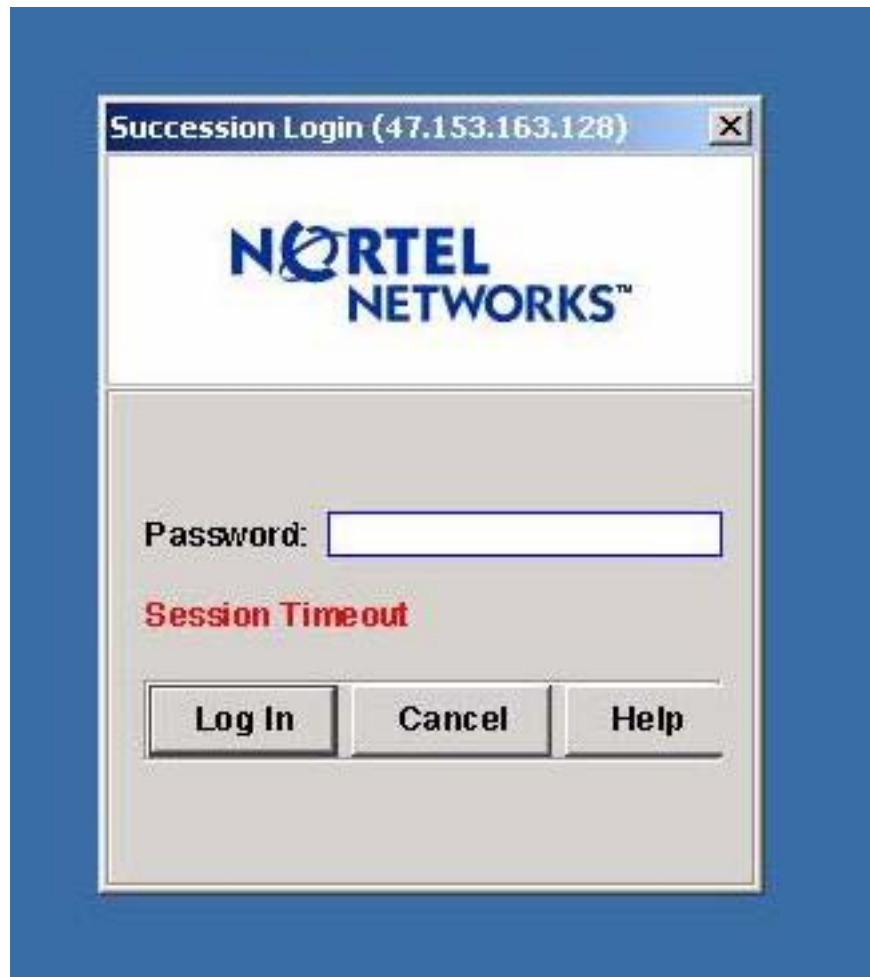 Succession Login (47.153.163.128)
NORTEL
NETWORKS™
Password:
Session Timeout
Log In Cancel Help